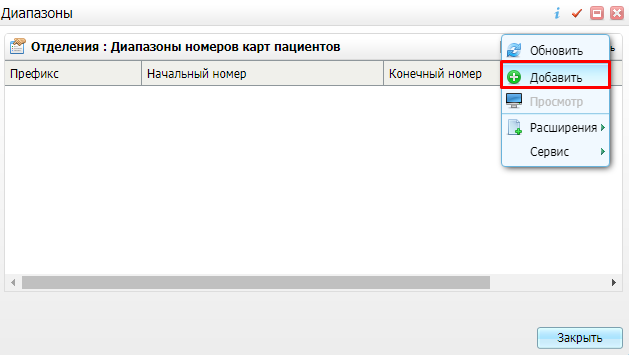 Диапазоны
Отделения : Диапазоны номеров карт пациентов
Префикс Начальный номер Конечный номер
Обновить
Добавить
Просмотр
Расширения
Сервис
Закрыть